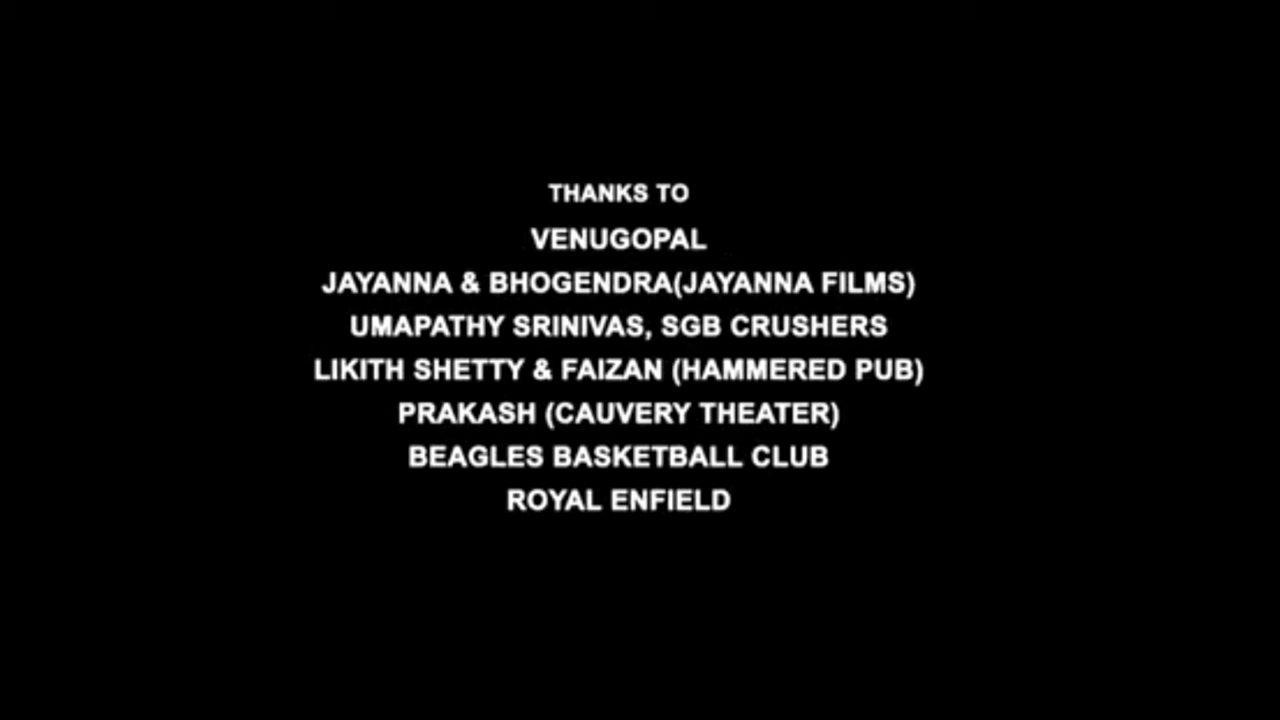 THANKS TO
VENUGOPAL
JAYANNA & BHOGENDRA(JAYANNA FILMS)
UMAPATHY SRINIVAS, SGB CRUSHERS
LIKITH SHETTY & FAIZAN (HAMMERED PUB)
PRAKASH (CAUVERY THEATER)
BEAGLES BASKETBALL CLUB
ROYAL ENFIELD